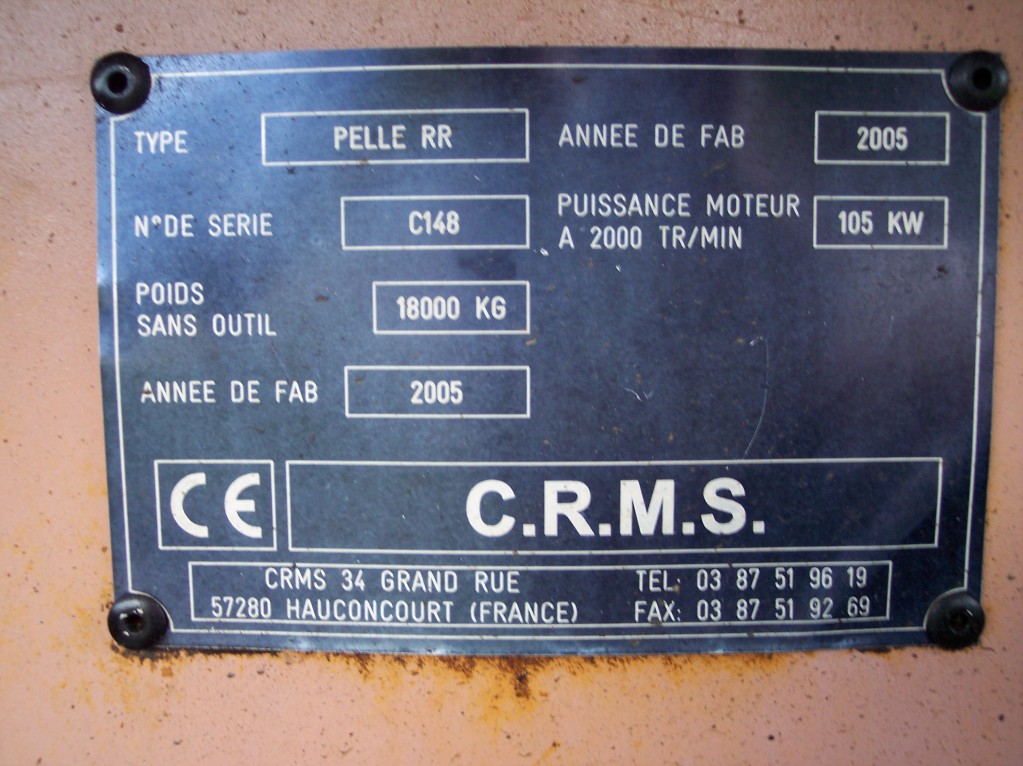 TYPE PELLE RR ANNEE DE FAB 2005
N°DE SERIE C148 PUISSANCE MOTEUR
A 2000 TR/MIN 105 KW
POIDS
SANS OUTIL 18000 KG
ANNEE DE FAB 2005
CE C.R.M.S.
CRMS 34 GRAND RUE TEL: 03 87 51 96 19
57280 HAUCONCOURT (FRANCE) FAX: 03 87 51 92 69